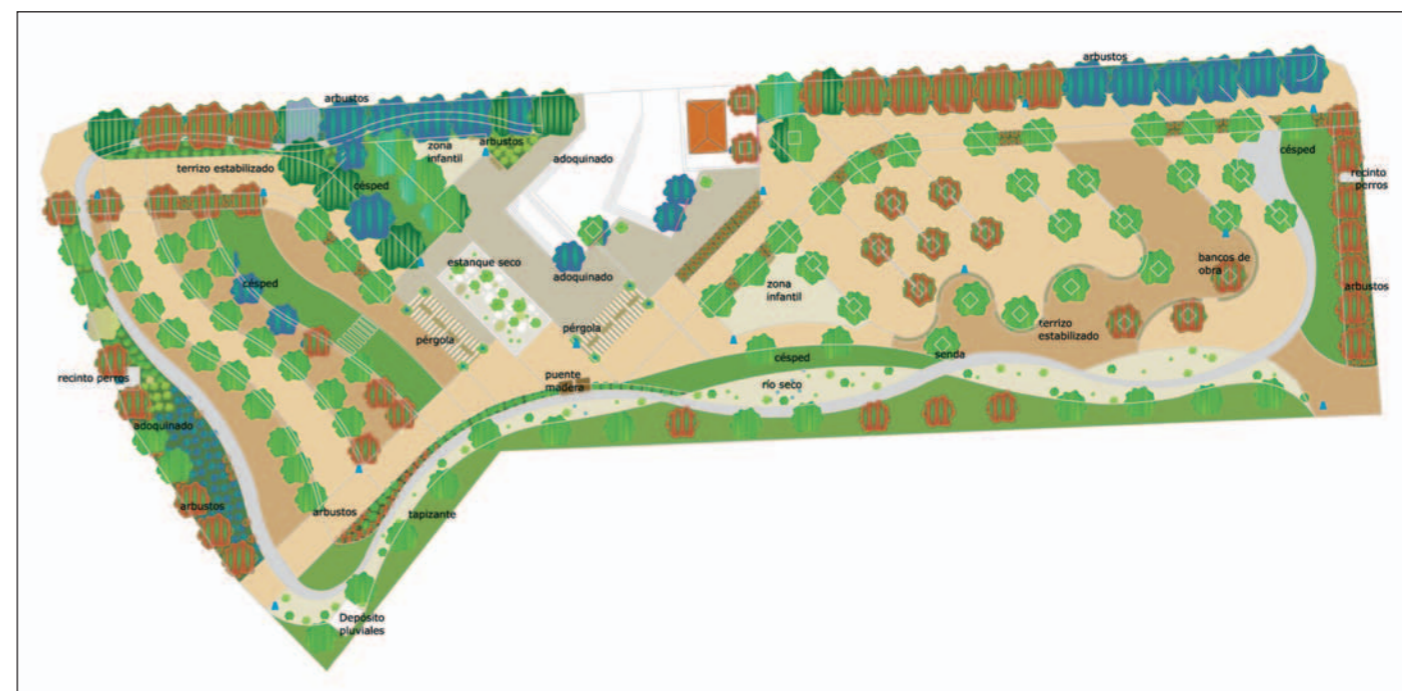 arbustos
arbustos
zona
infantil
arbustos
adoquinado
terrizo estabilizado
césped
césped
recinto
perros
estanque seco
césped
adoquinado
bancos de
obra
zona
infantil
arbustos
pérgola
pérgola
terrizo
estabilizado
césped
senda
puente
madera
río seco
recinto perros
adoquinado
arbustos
arbustos
tapizante
Depósito
pluviales